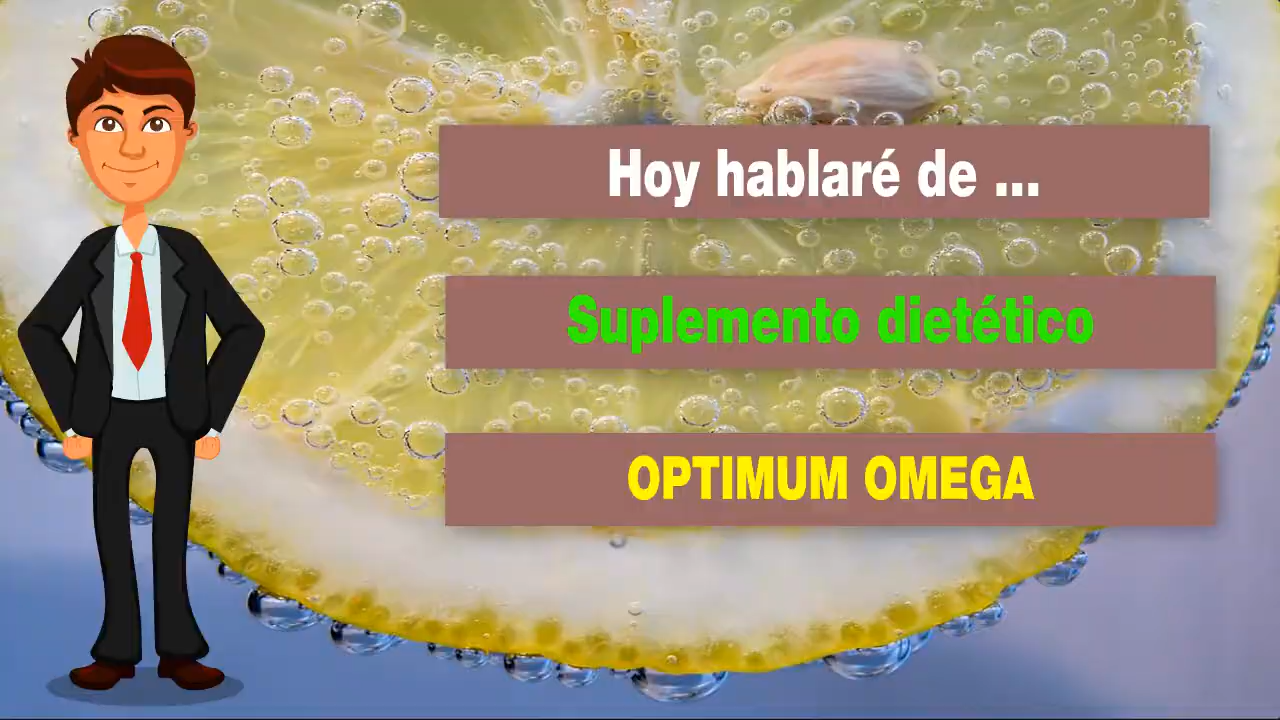 Hoy hablaré de ...
Suplemento dietético
OPTIMUM OMEGA